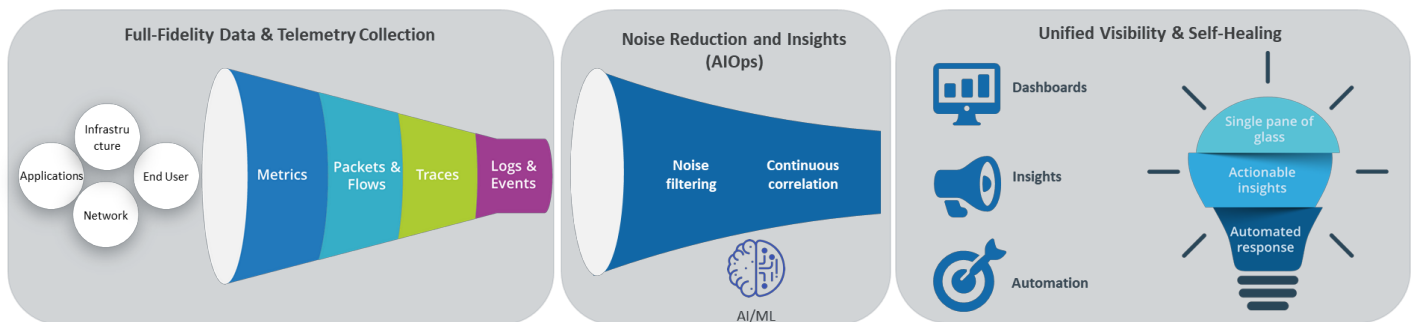 Full-Fidelity Data & Telemetry Collection
Infrastru
cture
Applications
End User
Network
Metrics
Packets &
Flows
Traces
Logs &
Events
Noise Reduction and Insights
(AIOps)
Noise
filtering
Continuous
correlation
AI/ML
Unified Visibility & Self-Healing
Dashboards
Insights
Automation
Single pane of
glass
Actionable
insights
Automated
response